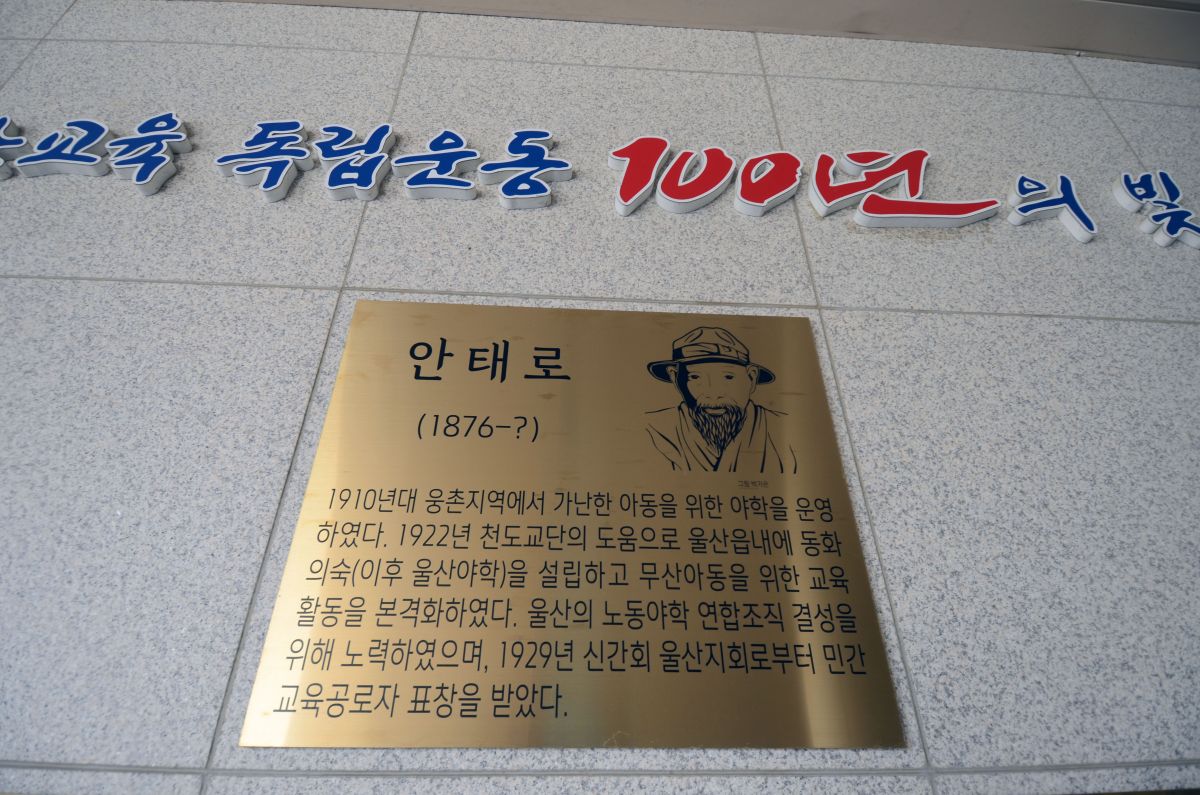 교육 독립운동 100년의 빛
안태로
(1876-?)
그림 박지은
1910년대 웅촌지역에서 가난한 아동을 위한 야학을 운영
하였다. 1922년 천도교단의 도움으로 울산읍내에 동화
의숙(이후 울산야학)을 설립하고 무산아동을 위한 교육
활동을 본격화하였다. 울산의 노동야학 연합조직 결성을
위해 노력하였으며, 1929년 신간회 울산지회로부터 민간
교육공로자 표창을 받았다.